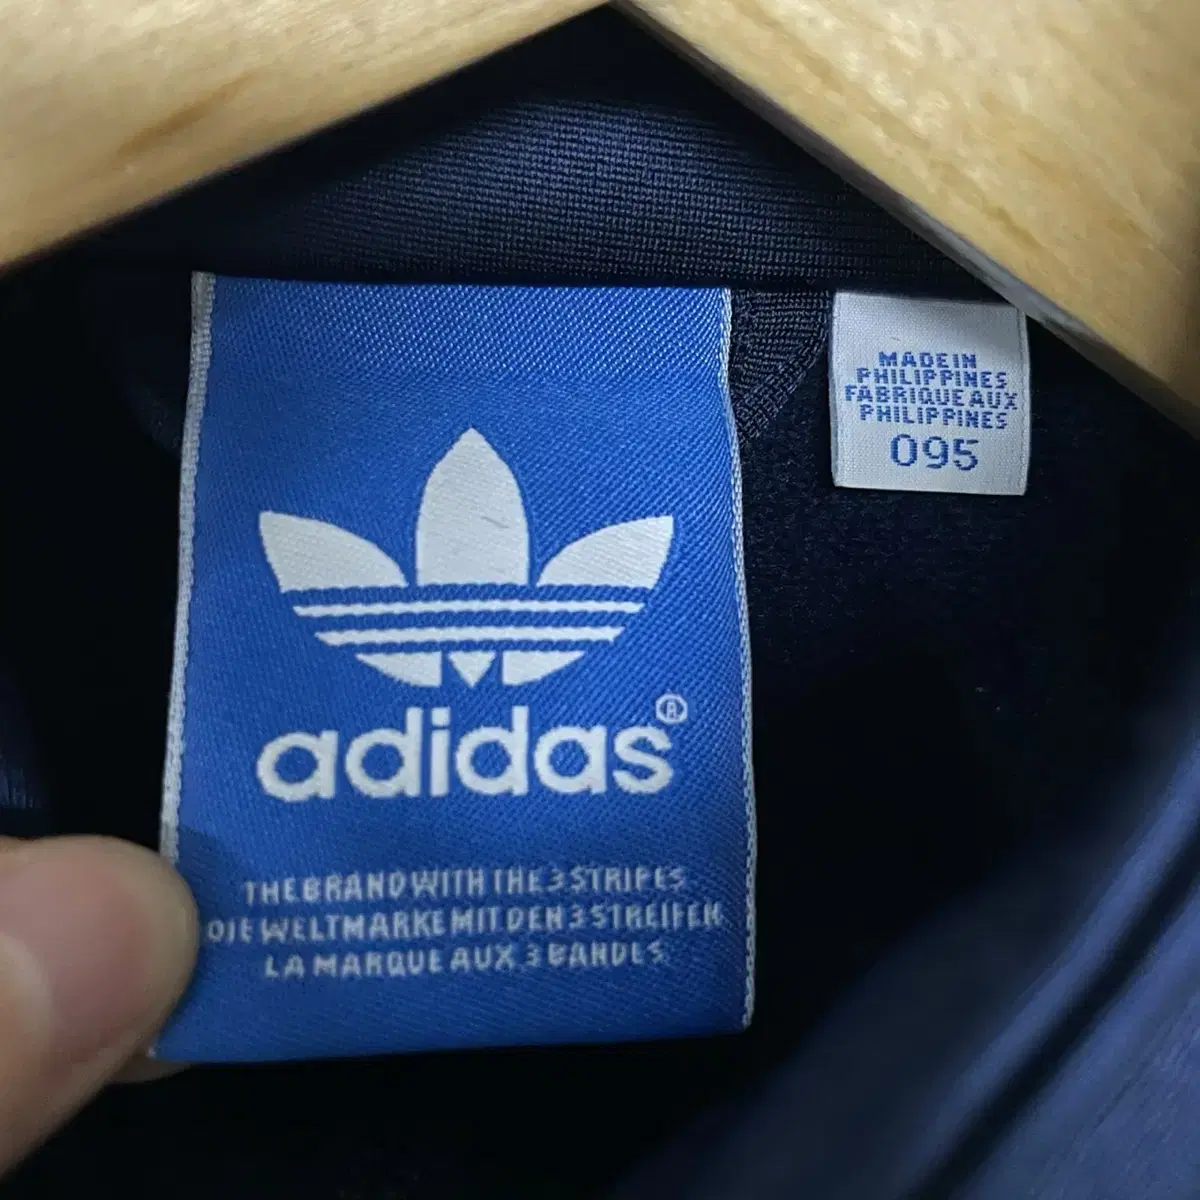 adidas®
THE BRAND WITH THE 3 STRIPES
DIE WELTMARKE MIT DEN 3 STREIFEN
LA MARQUE AUX 3 BANDES
MADE IN
PHILIPPINES
FABRIQUE AUX
PHILIPPINES
095